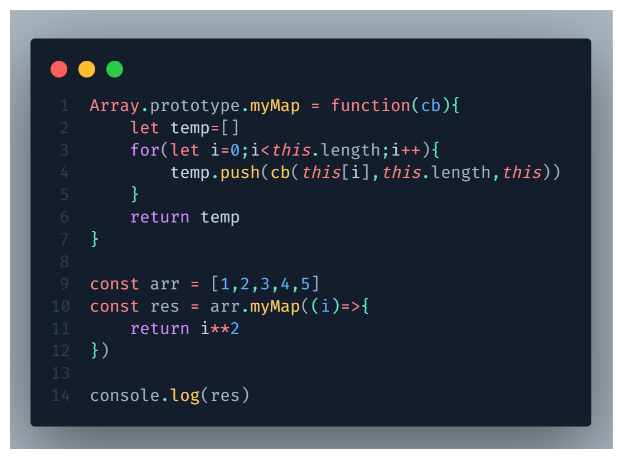 1 Array.prototype.myMap = function(cb){
2     let temp=[]
3     for(let i=0;i<this.length;i++){
4         temp.push(cb(this[i],this.length,this))
5     }
6     return temp
7 }
8
9 const arr = [1,2,3,4,5]
10 const res = arr.myMap((i)=>{
11     return i**2
12 })
13
14 console.log(res)